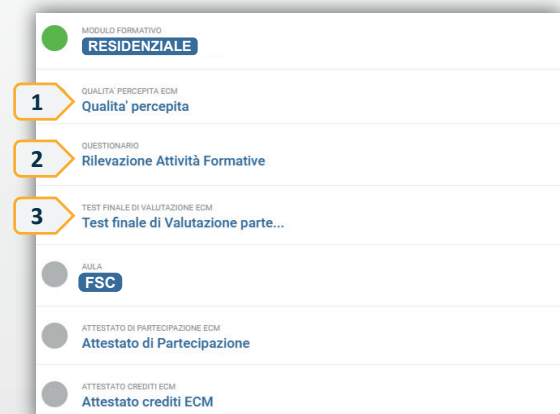 MODULO FORMATIVO
RESIDENZIALE
1
QUALITA' PERCEPITA ECM
Qualita' percepita
2
QUESTIONARIO
Rilevazione Attività Formative
3
TEST FINALE DI VALUTAZIONE ECM
Test finale di Valutazione parte...
AULA
FSC
ATTESTATO DI PARTECIPAZIONE ECM
Attestato di Partecipazione
ATTESTATO CREDITI ECM
Attestato crediti ECM